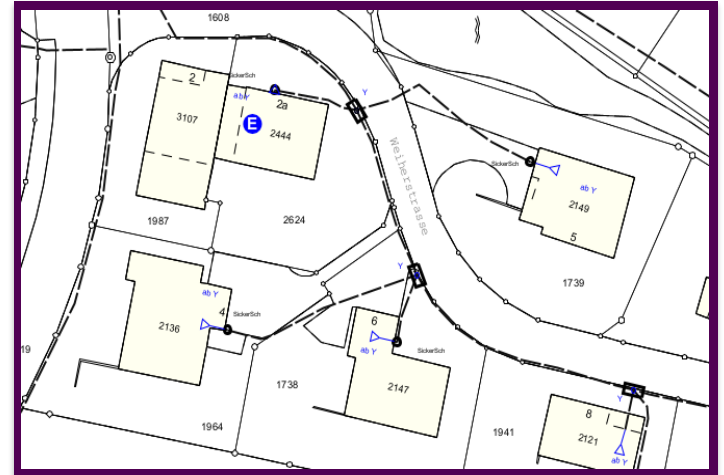 1608
Y
2
SickerSch
ab Y
2a
3107
E
2444
Weiherstrasse
SickerSch
ab Y
2149
5
1987
2624
1739
Y
ab Y
4
SickerSch
2136
6
ab Y
SickerSch
19
1738
2147
Y
8
1964
1941
2121
ab Y